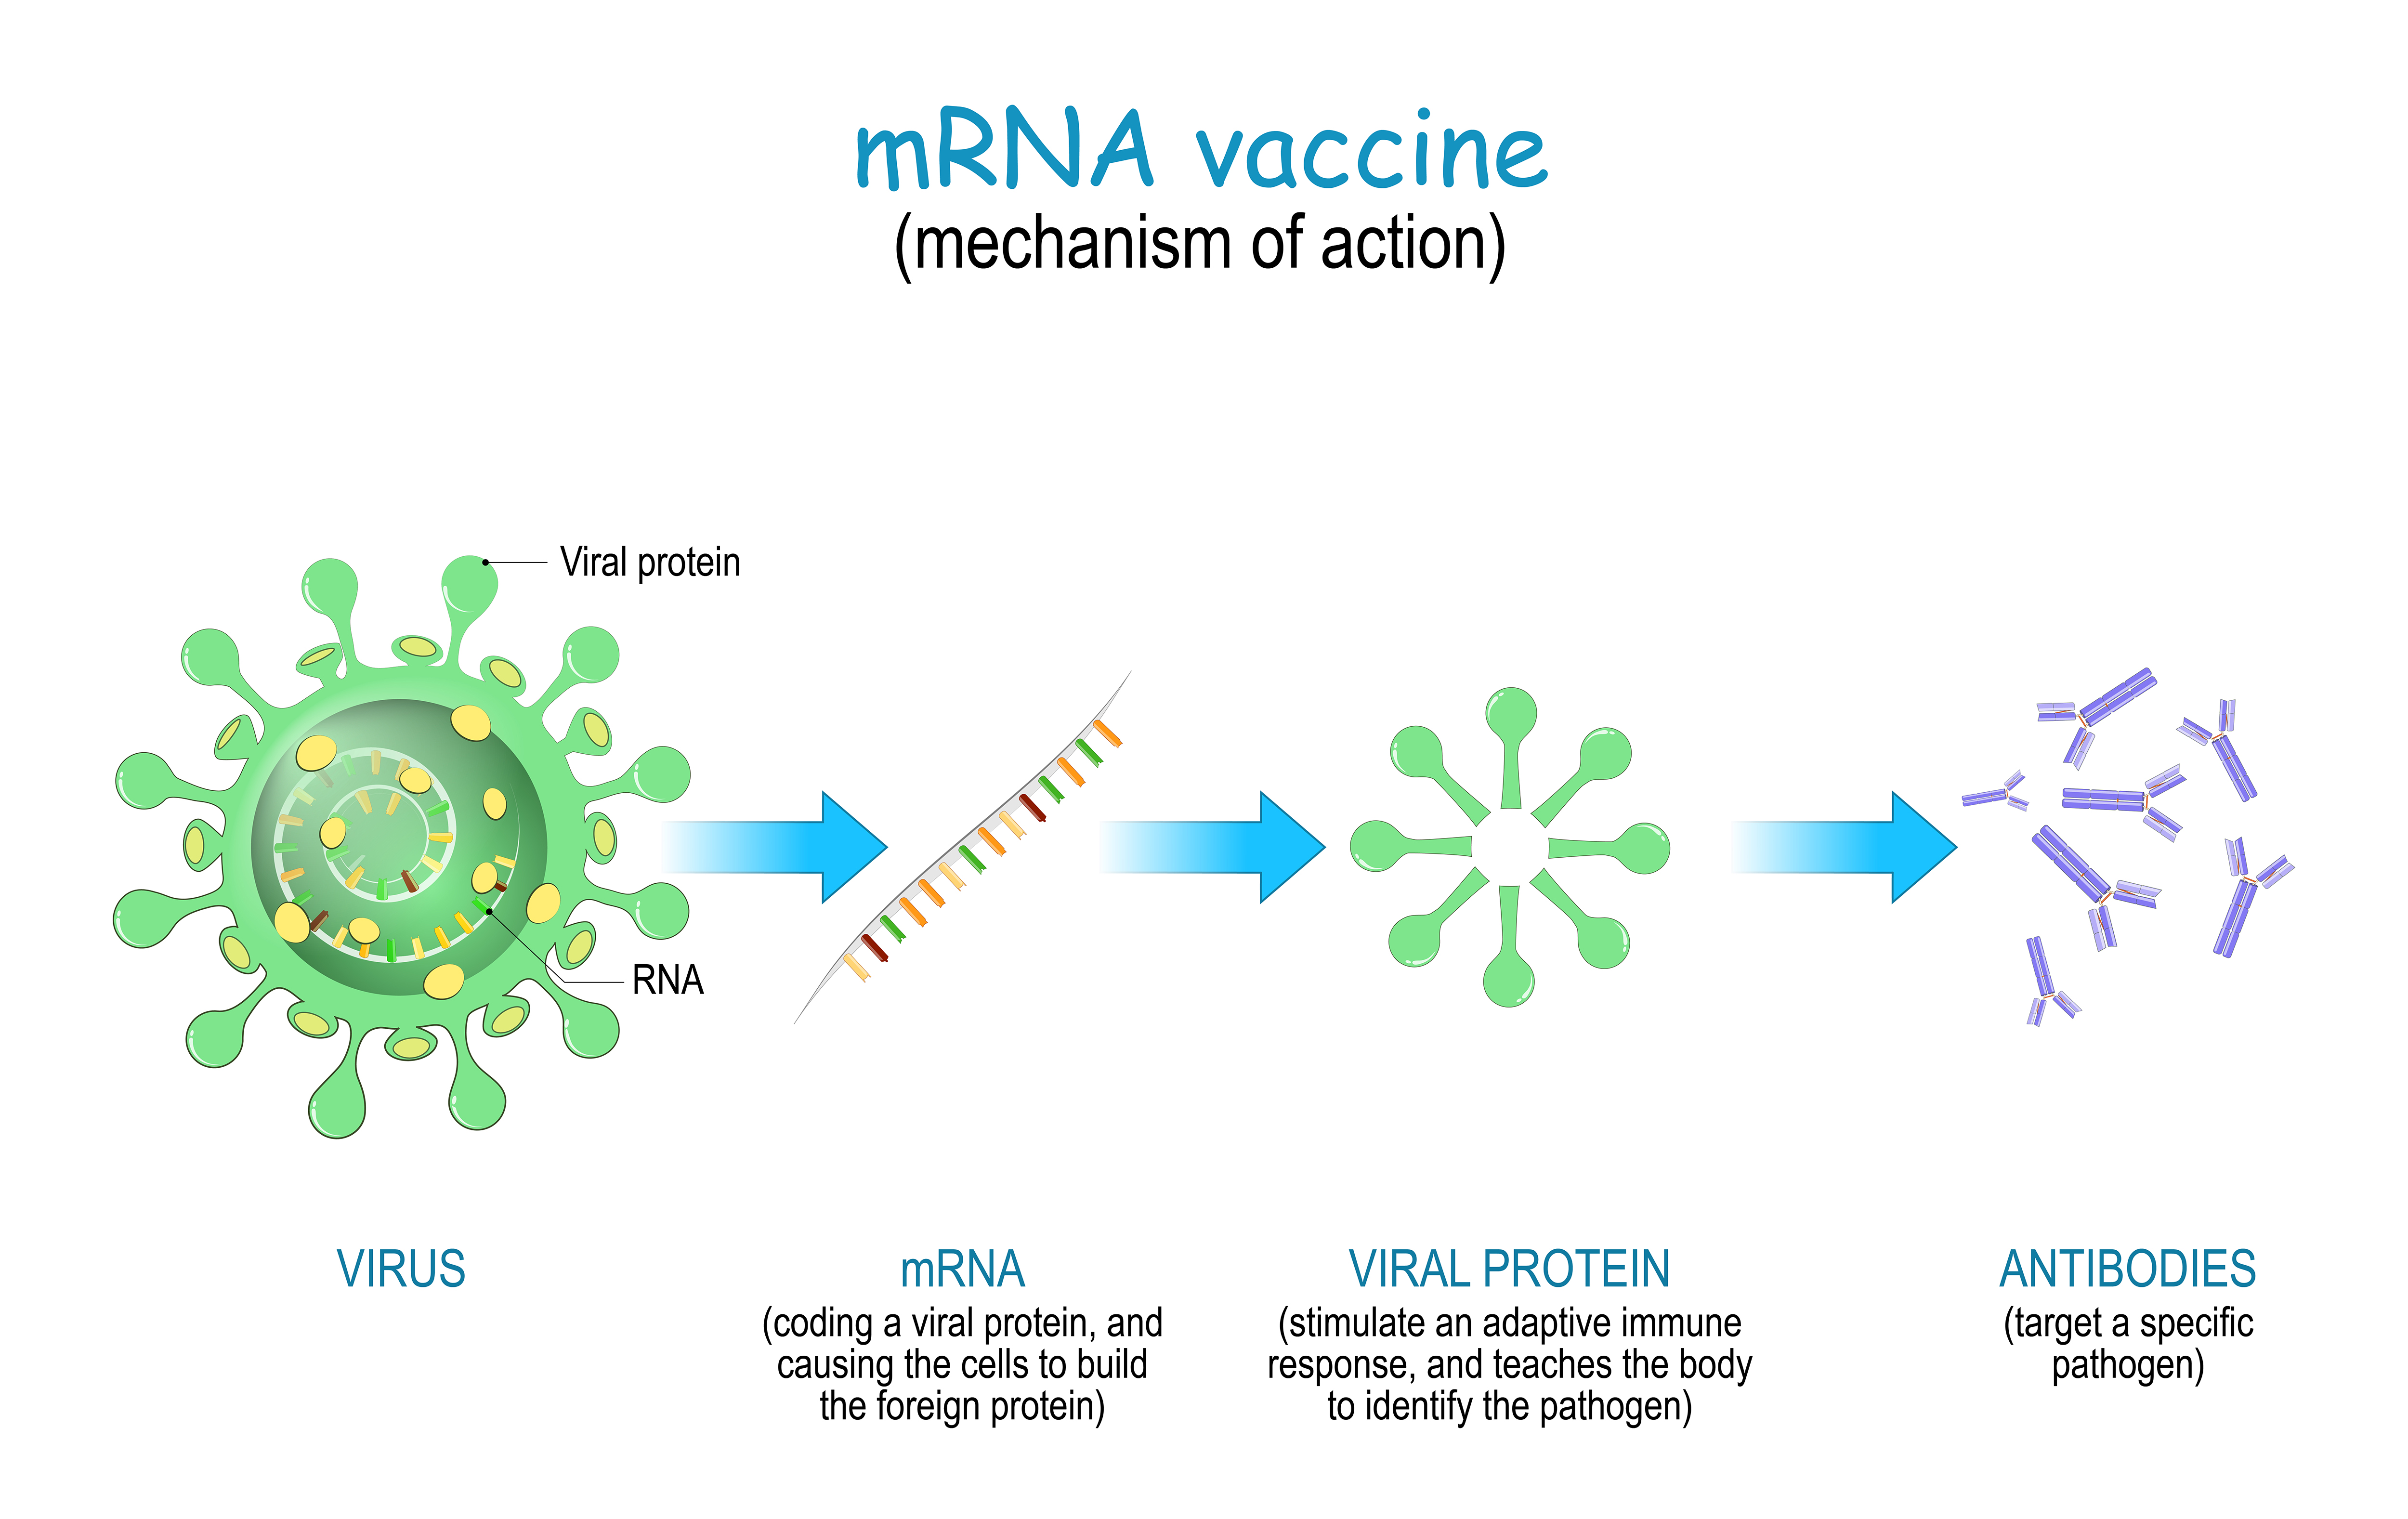 mRNA vaccine
(mechanism of action)
Viral protein
RNA
VIRUS
mRNA
(coding a viral protein, and
causing the cells to build
the foreign protein)
VIRAL PROTEIN
(stimulate an adaptive immune
response, and teaches the body
to identify the pathogen)
ANTIBODIES
(target a specific
pathogen)